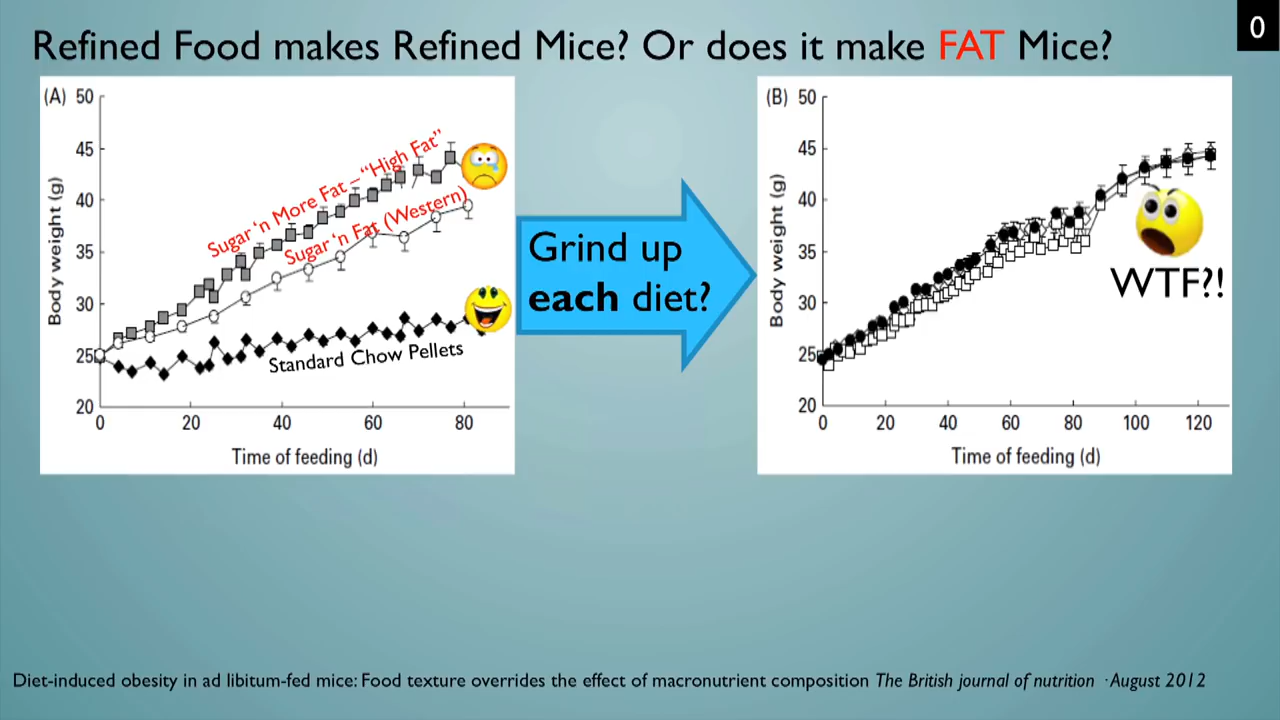 Refined Food makes Refined Mice? Or does it make FAT Mice?
0
(A)
50
45
40
35
30
25
20
Body weight (g)
Sugar 'n More Fat – "High Fat"
Sugar 'n Fat (Western)
Standard Chow Pellets
0 20 40 60 80
Time of feeding (d)
Grind up
each diet?
(B)
50
45
40
35
30
25
20
Body weight (g)
WTF?!
0 20 40 60 80 100 120
Time of feeding (d)
Diet-induced obesity in ad libitum-fed mice: Food texture overrides the effect of macronutrient composition The British journal of nutrition · August 2012